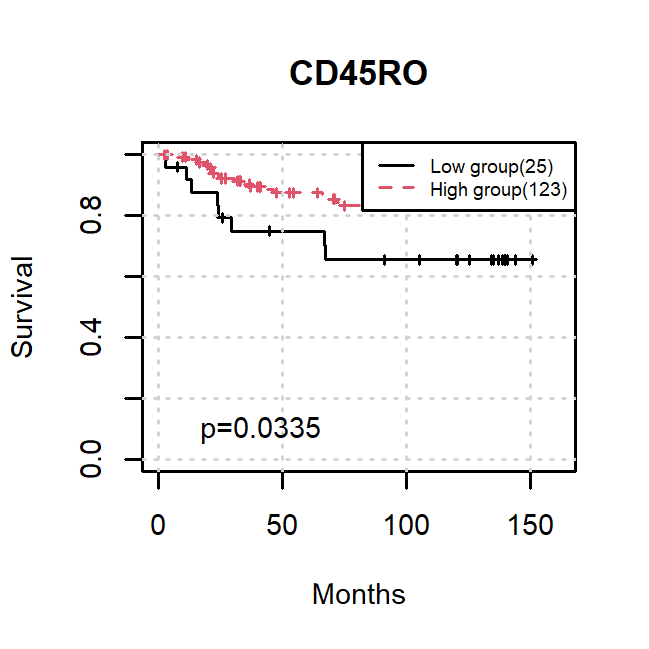 CD45RO
Low group(25)
High group(123)
Survival
0.8
0.4
0.0
p=0.0335
0 50 100 150
Months